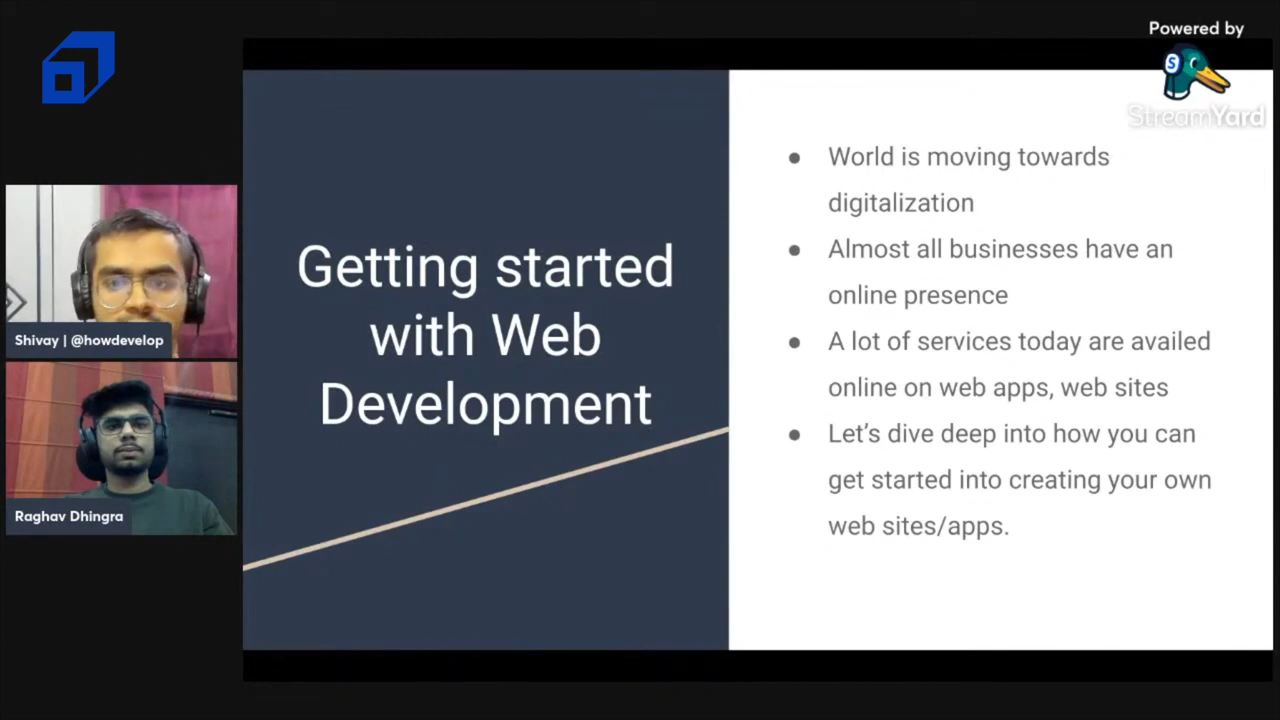 Powered by
StreamYard
Shivay | @howdevelop
Raghav Dhingra
Getting started
with Web
Development
● World is moving towards
digitalization
● Almost all businesses have an
online presence
● A lot of services today are availed
online on web apps, web sites
● Let’s dive deep into how you can
get started into creating your own
web sites/apps.